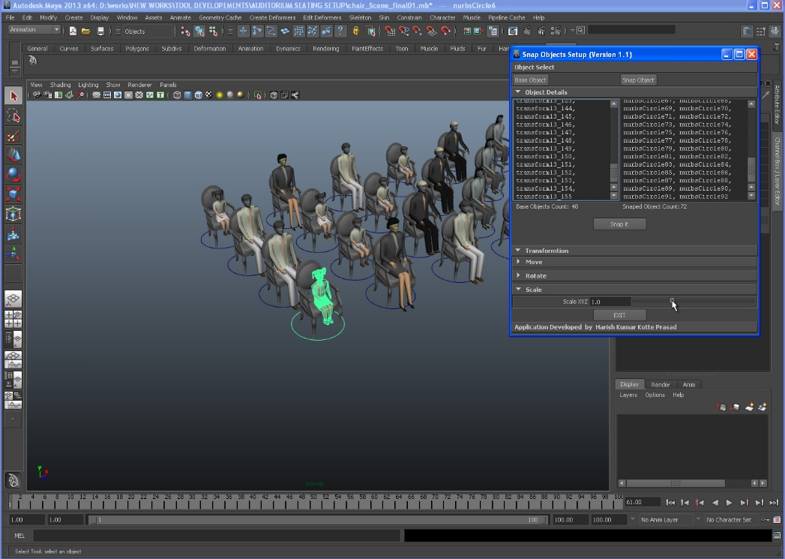 Autodesk Maya 2013 x64: d:\works\NEW WORKS\TOOL DEVELOPEMENTS\AUDITORIUM SEATING SETUP\chair_Scene_final01.mb* --- nurbsCircle6
File Edit Modify Create Display Window Assets Animate Geometry Cache Create Deformers Edit Deformers Skeleton Skin Constrain Character Muscle Pipeline Cache Help
Animation Objects
General Curves Surfaces Polygons Subdivs Deformation Animation Dynamics Rendering PaintEffects Toon Muscle Fluids Fur
View Shading Lighting Show Renderer Panels
Snap Objects Setup (Version 1.1)
Object Select
Base Object Snap Object
Object Details
transform13_144, nurbsCircle69, nurbsCircle70,
transform13_145, nurbsCircle71, nurbsCircle72,
transform13_146, nurbsCircle73, nurbsCircle74,
transform13_147, nurbsCircle75, nurbsCircle76,
transform13_148, nurbsCircle77, nurbsCircle78,
transform13_149, nurbsCircle79, nurbsCircle80,
transform13_150, nurbsCircle81, nurbsCircle82,
transform13_151, nurbsCircle83, nurbsCircle84,
transform13_152, nurbsCircle85, nurbsCircle86,
transform13_153, nurbsCircle87, nurbsCircle88,
transform13_154, nurbsCircle89, nurbsCircle90,
transform13_155 nurbsCircle91, nurbsCircle92
Base Objects Count: 40 Snaped Object Count:72
Snap It
Transformtion
Move
Rotate
Scale
Scale XYZ 1.0
EXIT
Application Developed by Harish Kumar Kotte Prasad
Attribute Editor
Channel Box / Layer Editor
Display Render Anim
Layers Options Help
61.00
1.00 1.00 1 100 100.00 100.00 No Anim Layer No Character Set
MEL
Select Tool: select an object